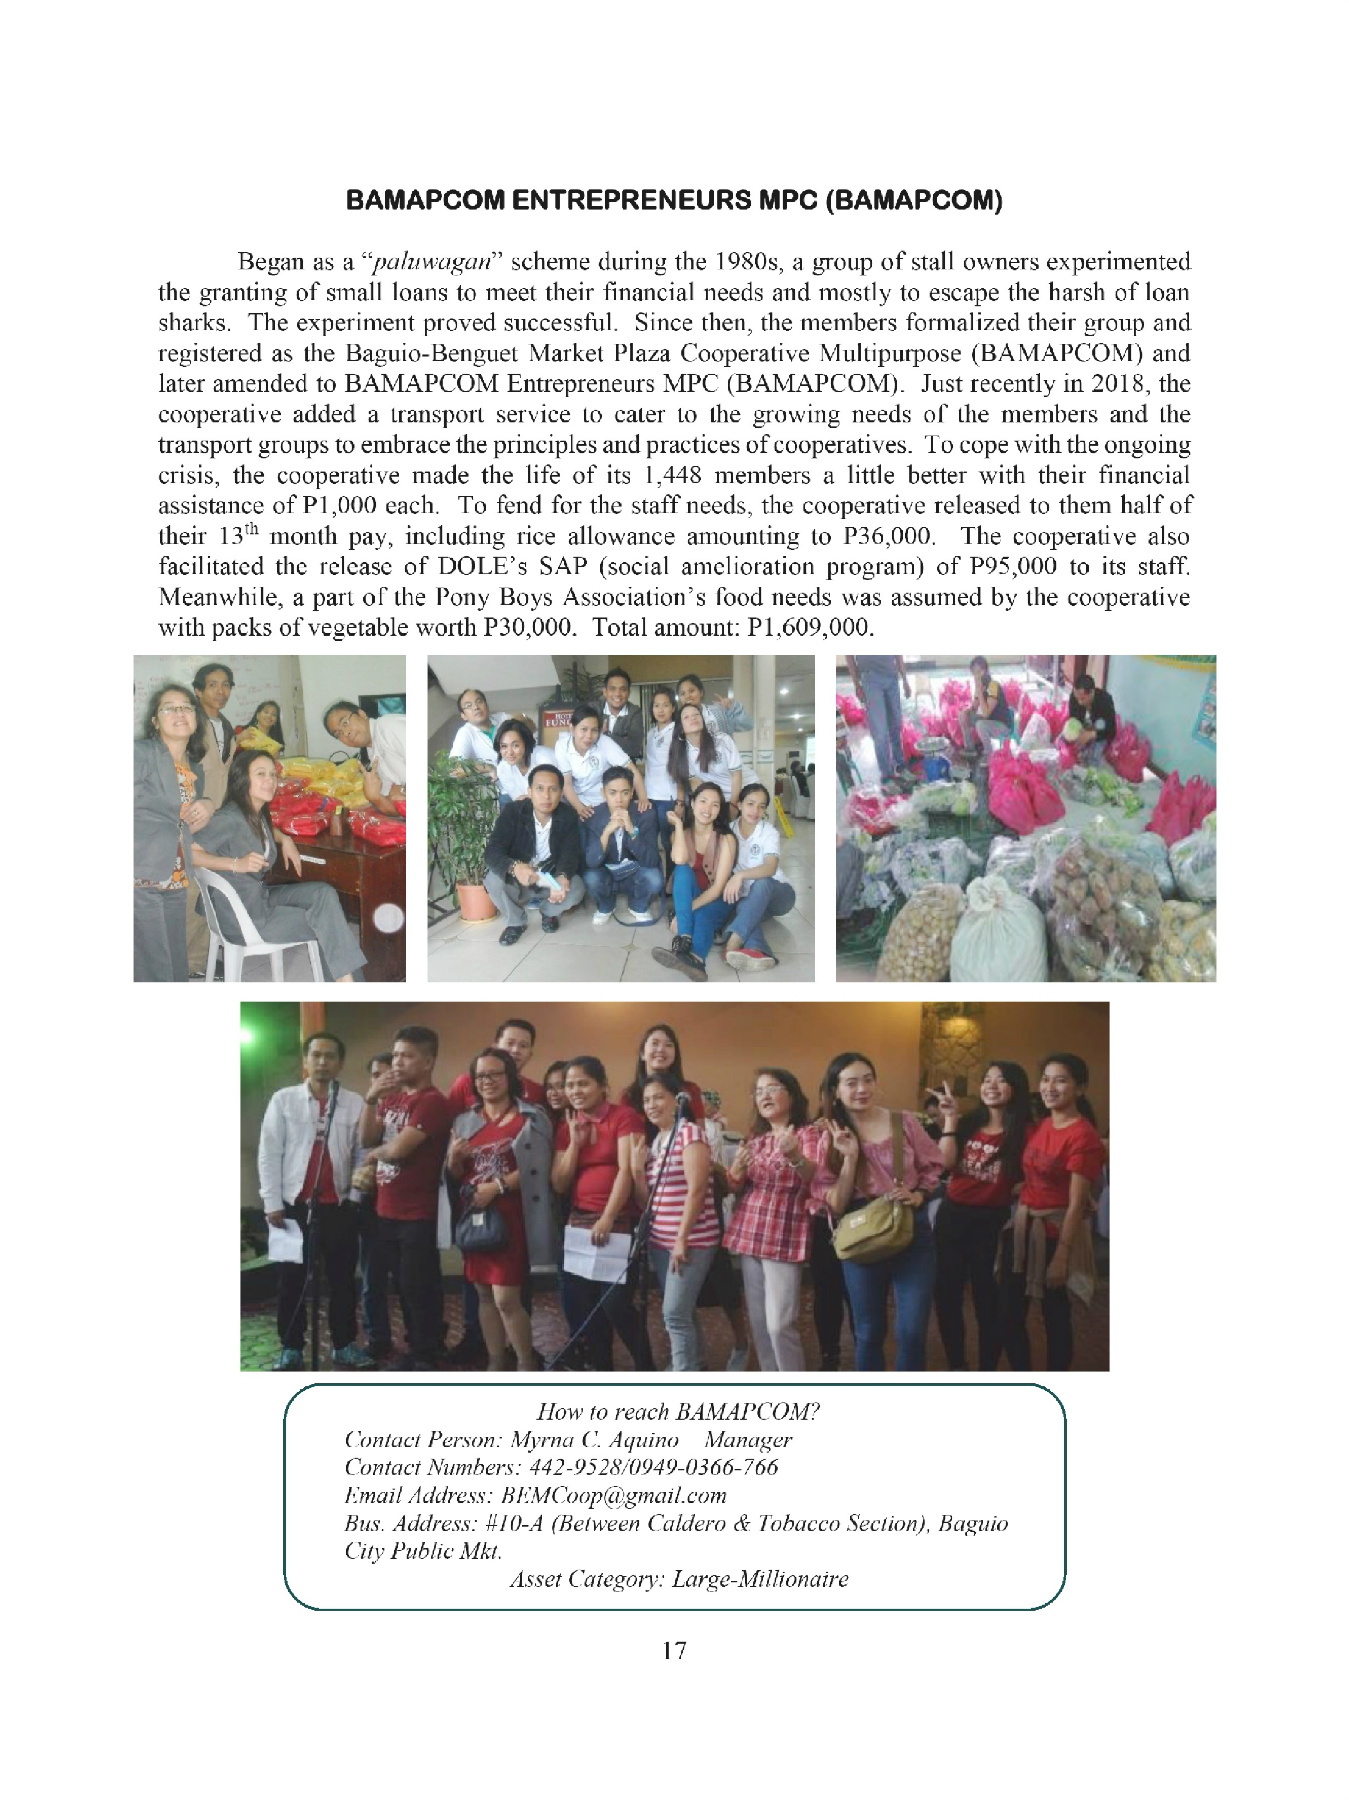 BAMAPCOM ENTREPRENEURS MPC (BAMAPCOM)
Began as a “paluwagan” scheme during the 1980s, a group of stall owners experimented
the granting of small loans to meet their financial needs and mostly to escape the harsh of loan
sharks. The experiment proved successful. Since then, the members formalized their group and
registered as the Baguio-Benguet Market Plaza Cooperative Multipurpose (BAMAPCOM) and
later amended to BAMAPCOM Entrepreneurs MPC (BAMAPCOM). Just recently in 2018, the
cooperative added a transport service to cater to the growing needs of the members and the
transport groups to embrace the principles and practices of cooperatives. To cope with the ongoing
crisis, the cooperative made the life of its 1,448 members a little better with their financial
assistance of P1,000 each. To fend for the staff needs, the cooperative released to them half of
their 13th month pay, including rice allowance amounting to P36,000. The cooperative also
facilitated the release of DOLE’s SAP (social amelioration program) of P95,000 to its staff.
Meanwhile, a part of the Pony Boys Association’s food needs was assumed by the cooperative
with packs of vegetable worth P30,000. Total amount: P1,609,000.
How to reach BAMAPCOM?
Contact Person: Myrna C. Aquino Manager
Contact Numbers: 442-9528/0949-0366-766
Email Address: BEMCoop@gmail.com
Bus. Address: #10-A (Between Caldero & Tobacco Section), Baguio
City Public Mkt.
Asset Category: Large-Millionaire
17